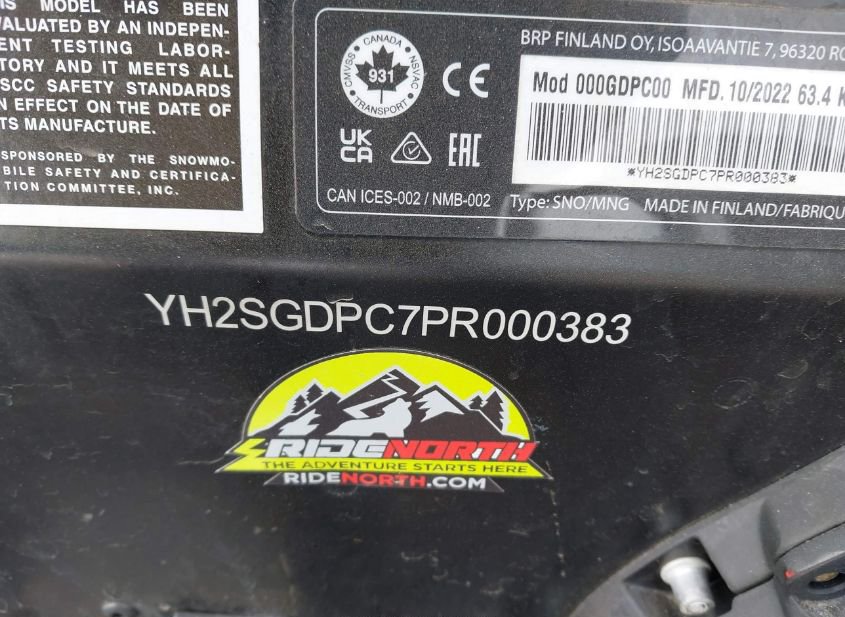 IS MODEL HAS BEEN
VALUATED BY AN INDEPEN-
ENT TESTING LABOR-
TORY AND IT MEETS ALL
SSCC SAFETY STANDARDS
N EFFECT ON THE DATE OF
TS MANUFACTURE.
SPONSORED BY THE SNOWMO-
BILE SAFETY AND CERTIFICA-
TION COMMITTEE, INC.
CANADA
CMVSS 931 NSVAC
TRANSPORT
CE
UK
CA
EAC
CAN ICES-002 / NMB-002
BRP FINLAND OY, ISOAAVANTIE 7, 96320 RO
Mod 000GDPC00 MFD. 10/2022 63.4 K
*YH2SGDPC7PR000383*
Type: SNO/MNG MADE IN FINLAND/FABRIQU
YH2SGDPC7PR000383
RIDENORTH
THE ADVENTURE STARTS HERE
RIDENORTH.COM